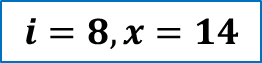 i = 8, x = 14